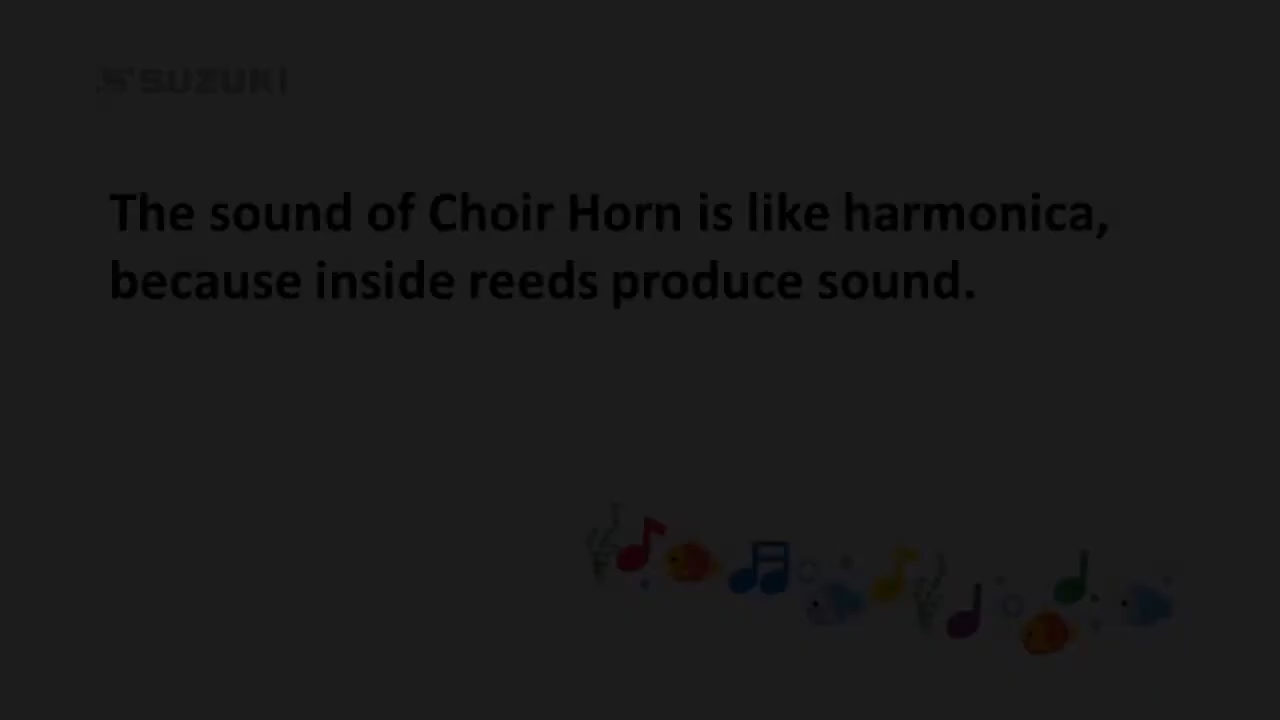 SUZUKI
The sound of Choir Horn is like harmonica,
because inside reeds produce sound.